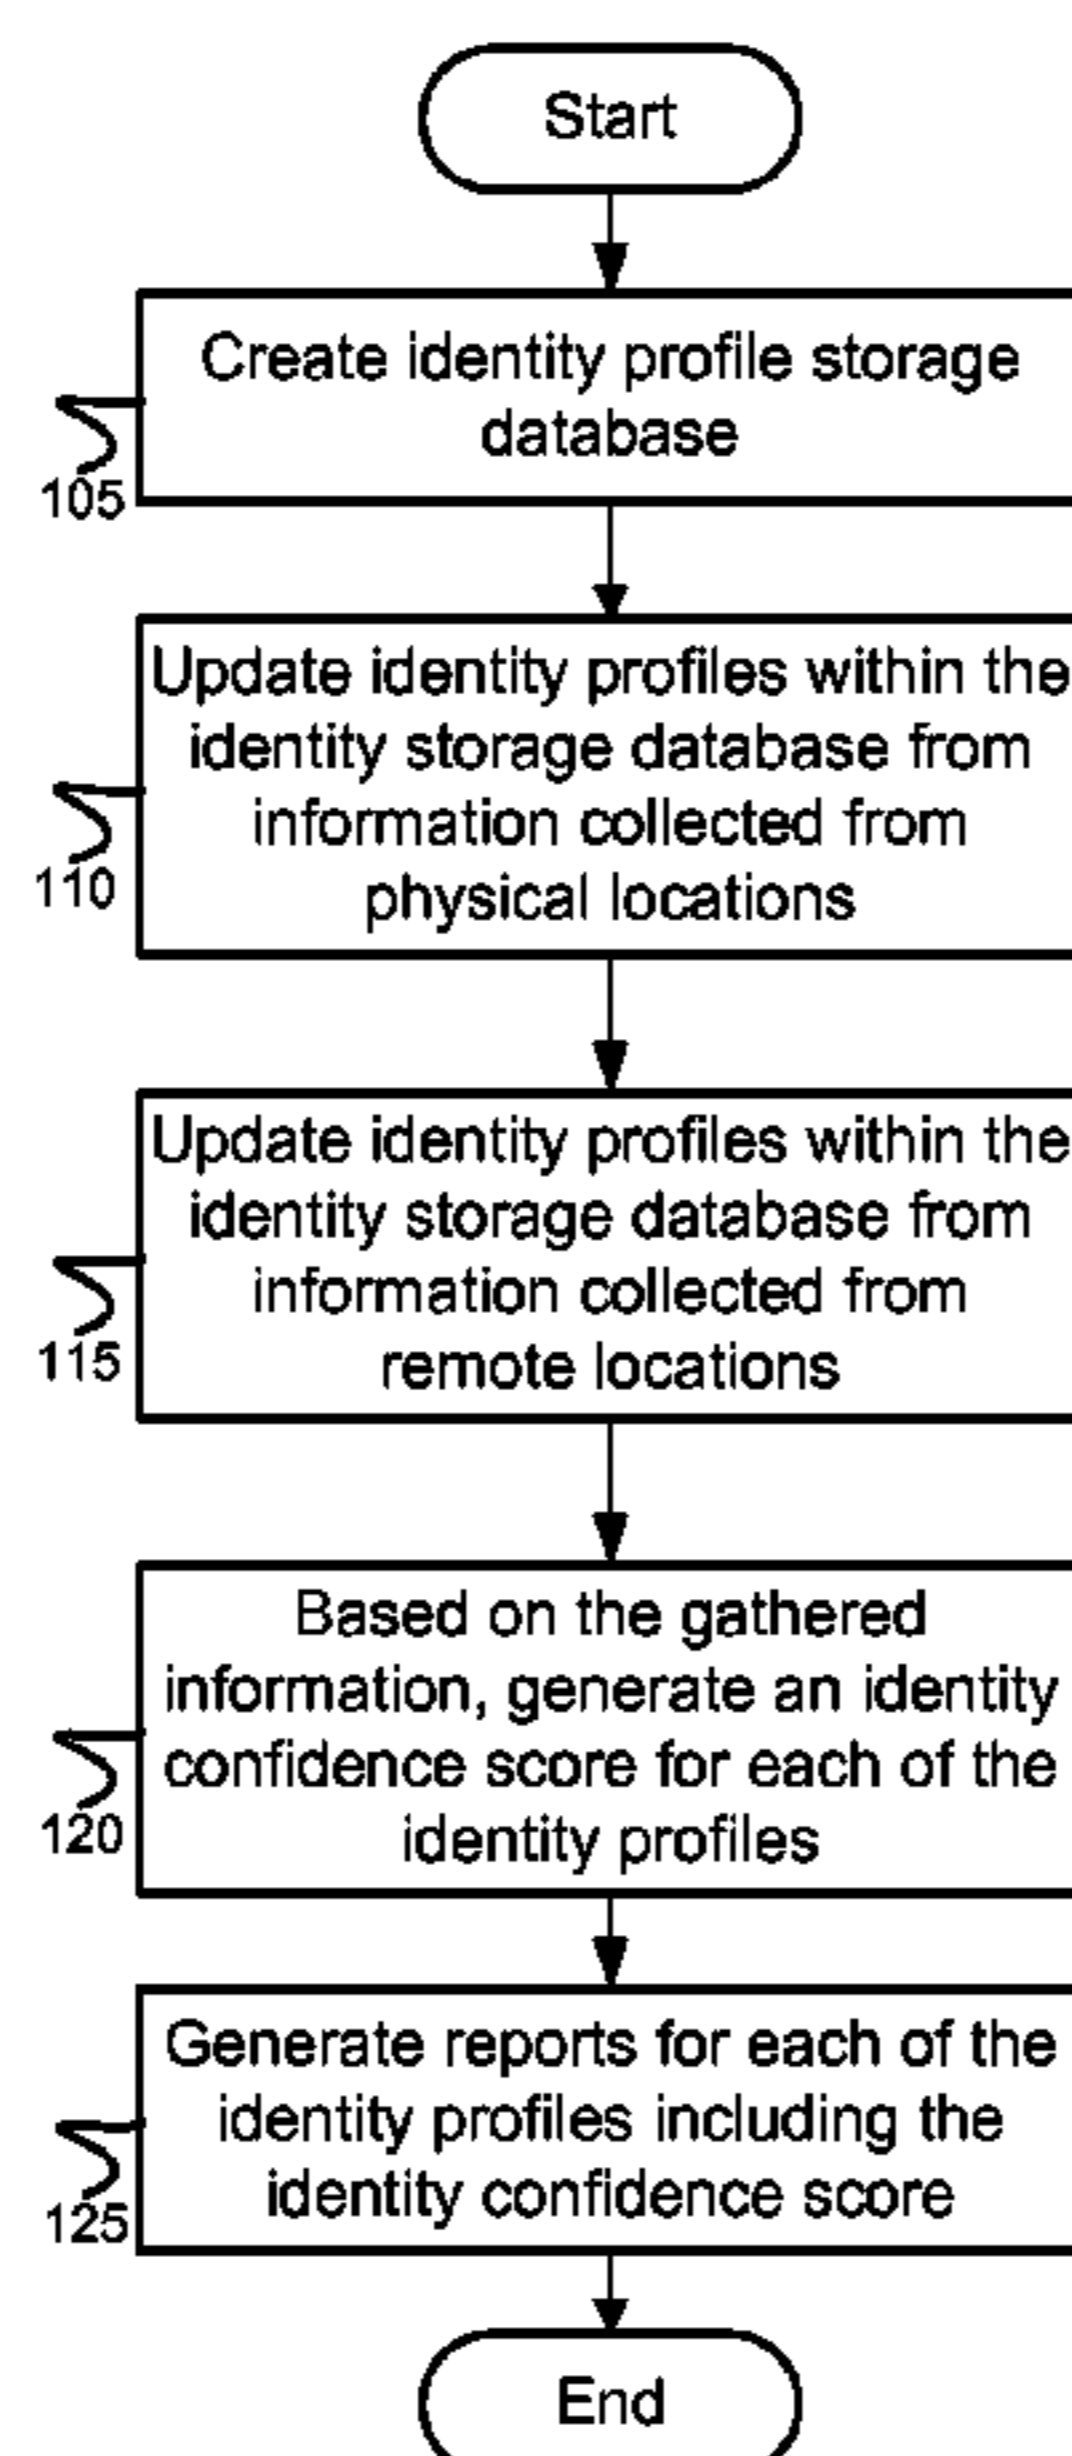 Start
Create identity profile storage
database
105
Update identity profiles within the
identity storage database from
information collected from
physical locations
110
Update identity profiles within the
identity storage database from
information collected from
remote locations
115
Based on the gathered
information, generate an identity
confidence score for each of the
identity profiles
120
Generate reports for each of the
identity profiles including the
identity confidence score
125
End